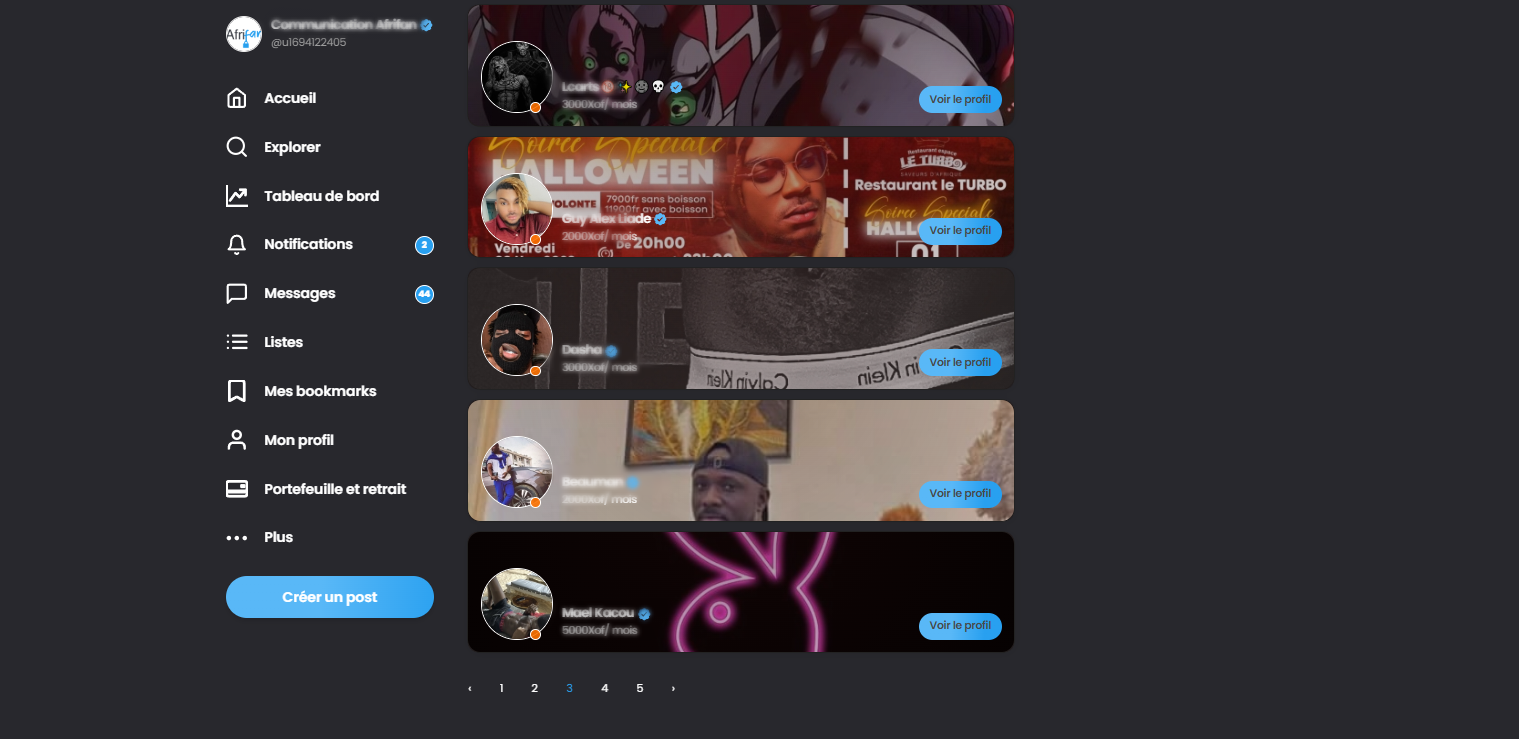 Communication Afrifan
Afrifan
@u1694122405
Accueil
Explorer
Tableau de bord
Notifications
2
Messages
44
Listes
Mes bookmarks
Mon profil
Portefeuille et retrait
Plus
Créer un post
Lcarts
3000Xof/ mois
Voir le profil
Soirée Spéciale
HALLOWEEN
VOLONTE
7900fr sans boisson
11900fr avec boisson
Guy Alex Liade
2000Xof/ mois
Vendredi
De 20h00
Restaurant espace
LE TURBO
SAVEURS D'AFRIQUE
Restaurant le TURBO
Soirée Spéciale
01
Voir le profil
Dasha
3000Xof/ mois
Calvin Klein
Calvin Klein
Voir le profil
Beauman
2000Xof/ mois
Voir le profil
Mael Kacou
5000Xof/ mois
Voir le profil
‹ 1 2 3 4 5 ›